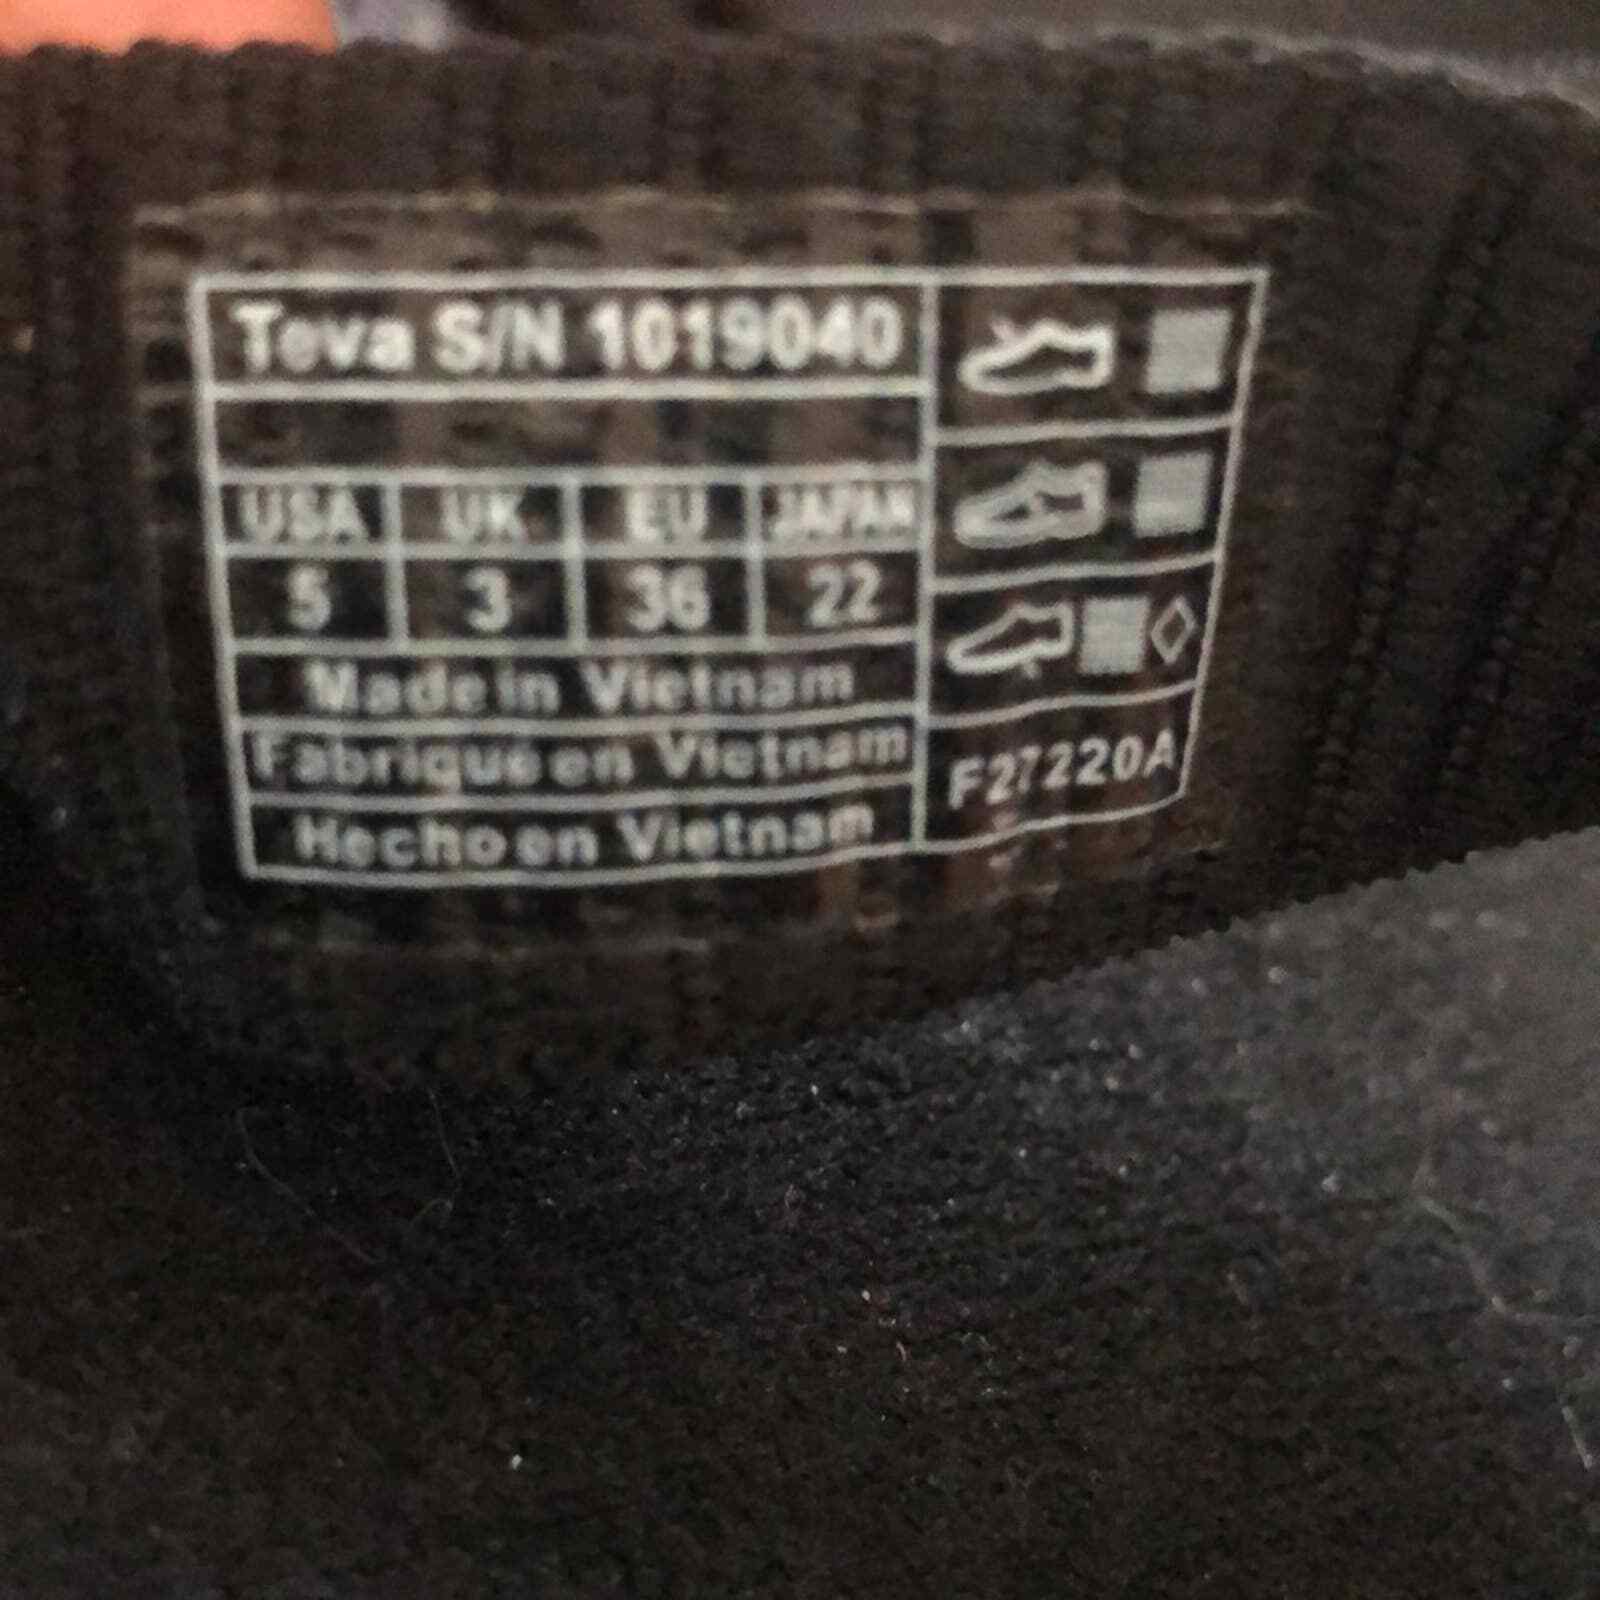 Teva S/N 1019040
USA UK EU JAPAN
5 3 36 22
Made in Vietnam
Fabriqué en Vietnam
Hecho en Vietnam
F27220A